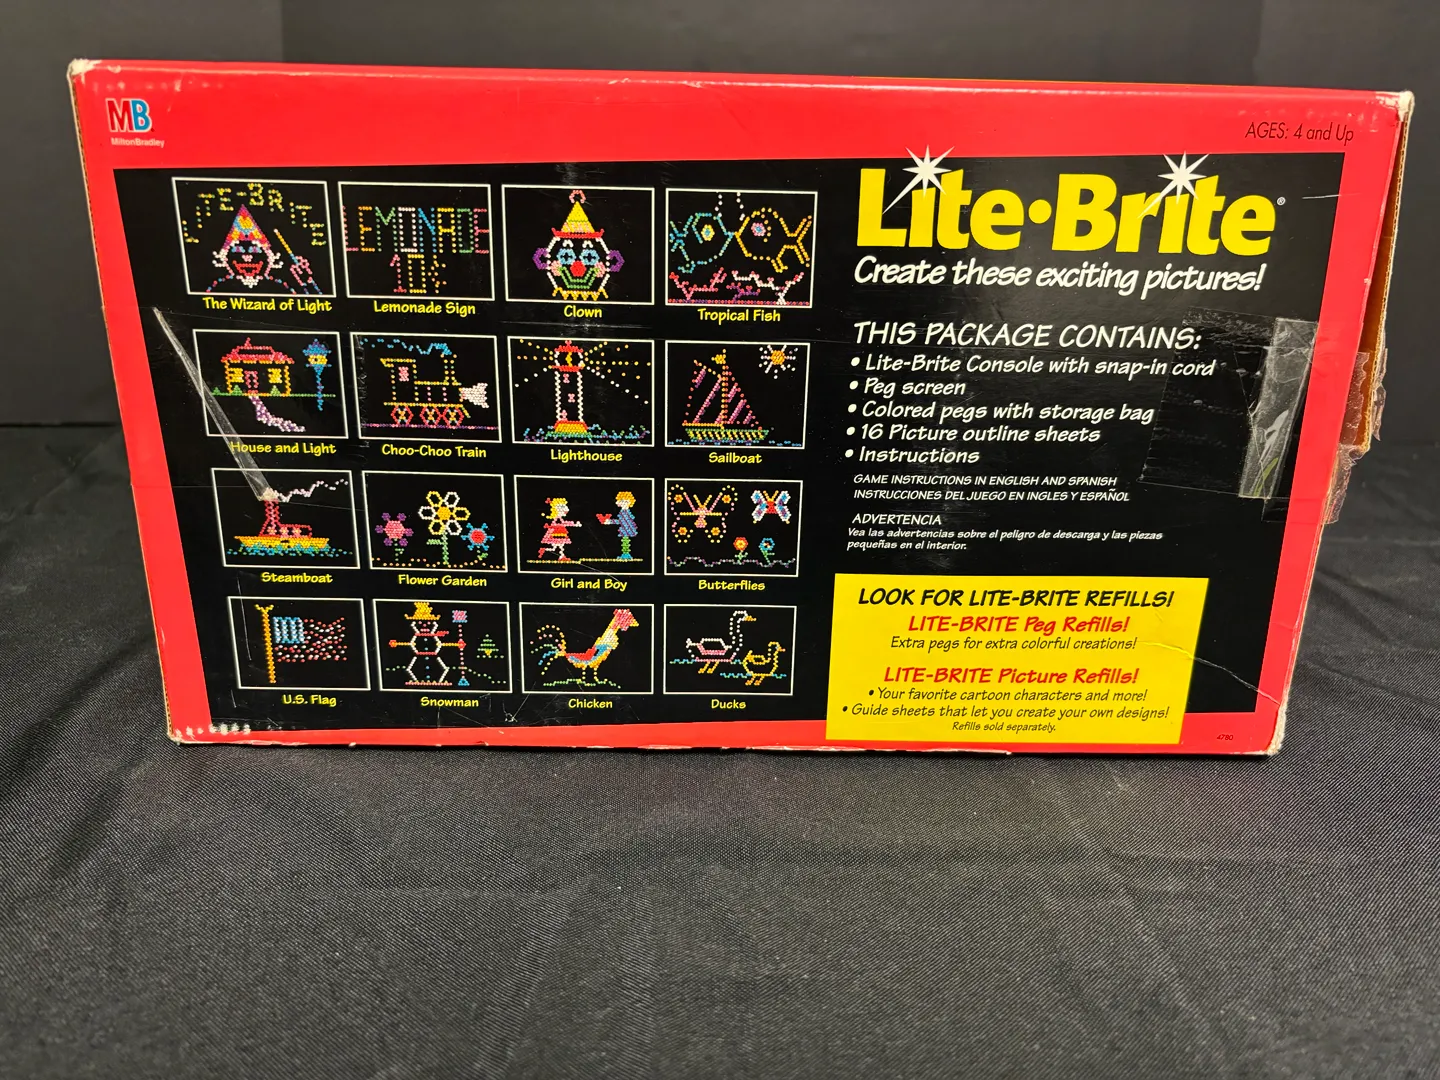 MB
MiltonBradley
AGES: 4 and Up
LITE-BRITE
The Wizard of Light
LEMONADE
10¢
Lemonade Sign
Clown
Tropical Fish
House and Light
Choo-Choo Train
Lighthouse
Sailboat
Steamboat
Flower Garden
Girl and Boy
Butterflies
U.S. Flag
Snowman
Chicken
Ducks
Lite•Brite®
Create these exciting pictures!
THIS PACKAGE CONTAINS:
• Lite-Brite Console with snap-in cord
• Peg screen
• Colored pegs with storage bag
• 16 Picture outline sheets
• Instructions
GAME INSTRUCTIONS IN ENGLISH AND SPANISH
INSTRUCCIONES DEL JUEGO EN INGLES Y ESPAÑOL
ADVERTENCIA
Vea las advertencias sobre el peligro de descarga y las piezas
pequeñas en el interior.
LOOK FOR LITE-BRITE REFILLS!
LITE-BRITE Peg Refills!
Extra pegs for extra colorful creations!
LITE-BRITE Picture Refills!
• Your favorite cartoon characters and more!
• Guide sheets that let you create your own designs!
Refills sold separately.
4780